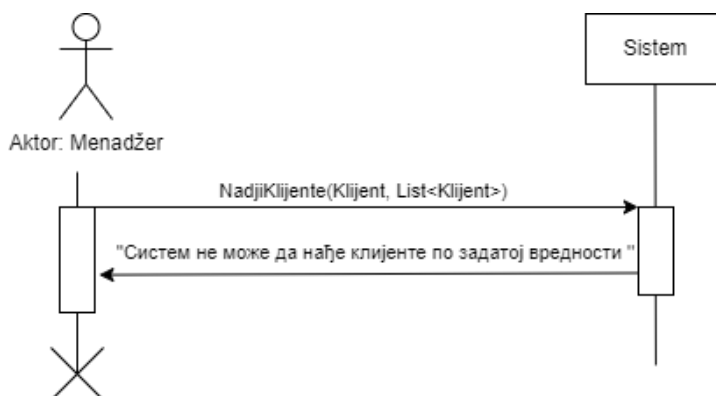 Sistem
Aktor: Menadžer
NadjiKlijente(Klijent, List<Klijent>)
"Систем не може да нађе клијенте по задатој вредности "